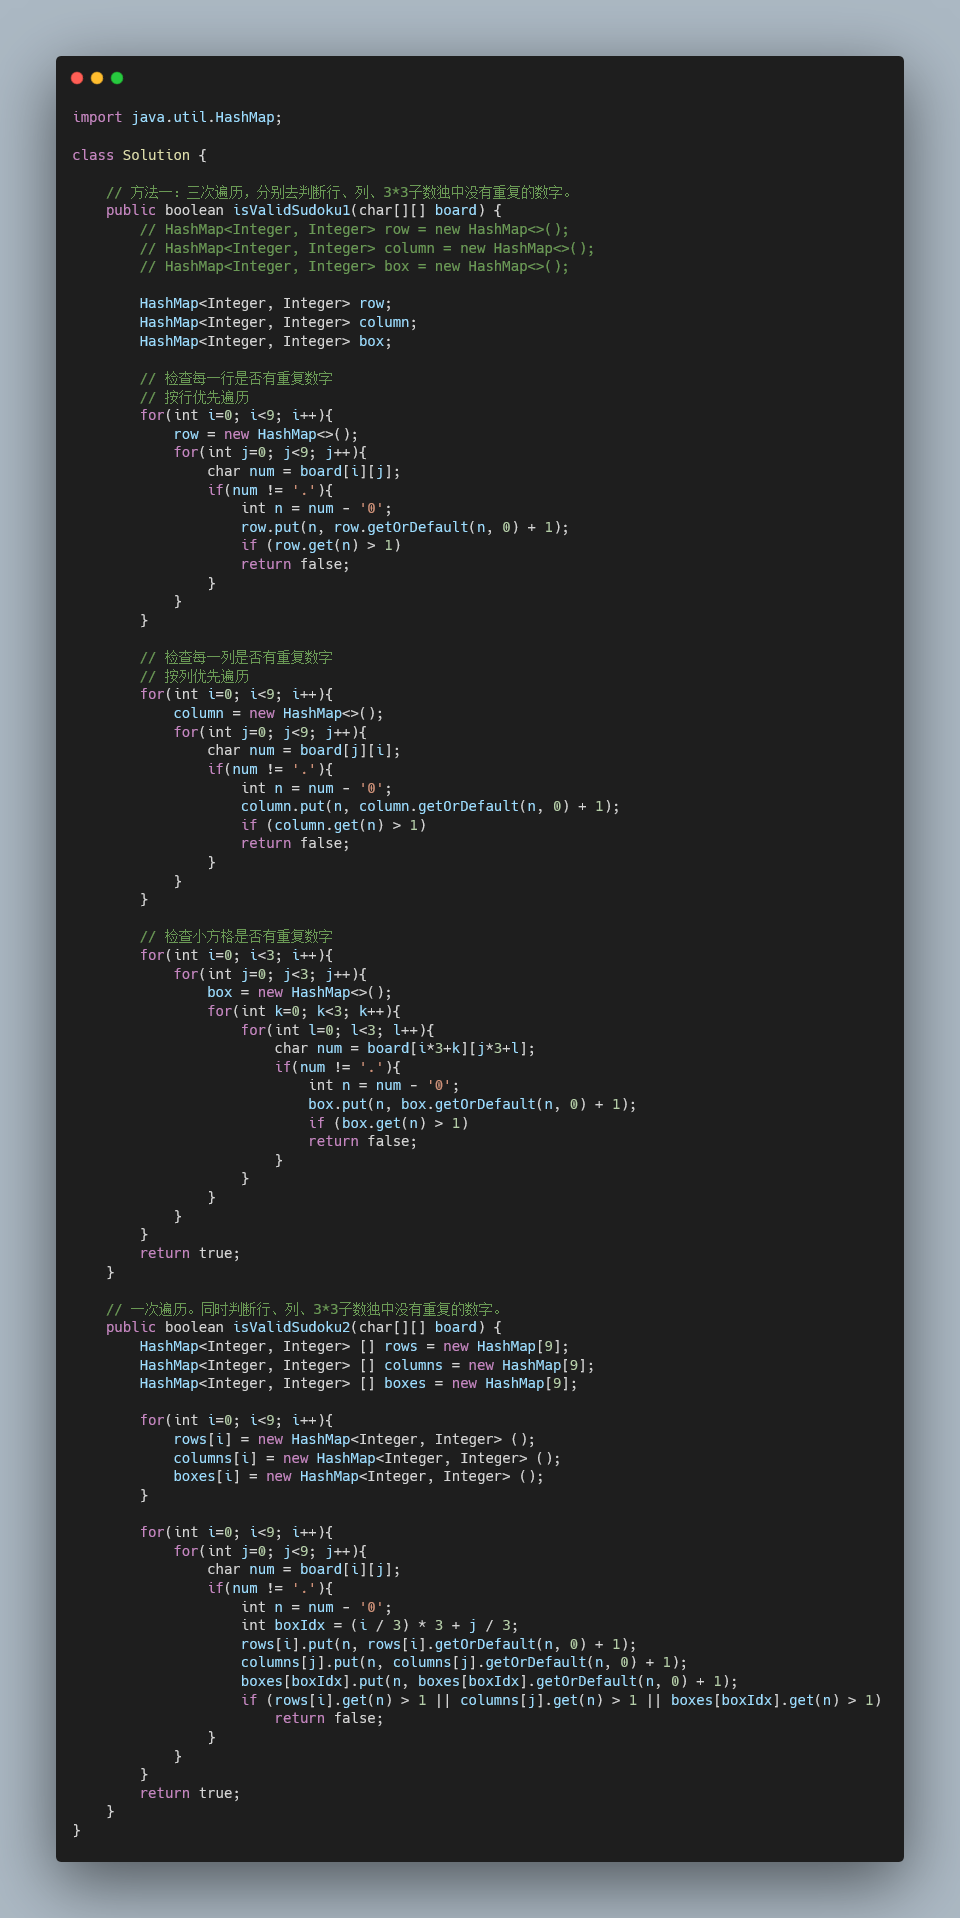 import java.util.HashMap;

class Solution {

    // 方法一：三次遍历，分别去判断行、列、3*3子数独中没有重复的数字。
    public boolean isValidSudoku1(char[][] board) {
        // HashMap<Integer, Integer> row = new HashMap<>();
        // HashMap<Integer, Integer> column = new HashMap<>();
        // HashMap<Integer, Integer> box = new HashMap<>();

        HashMap<Integer, Integer> row;
        HashMap<Integer, Integer> column;
        HashMap<Integer, Integer> box;

        // 检查每一行是否有重复数字
        // 按行优先遍历
        for(int i=0; i<9; i++){
            row = new HashMap<>();
            for(int j=0; j<9; j++){
                char num = board[i][j];
                if(num != '.'){
                    int n = num - '0';
                    row.put(n, row.getOrDefault(n, 0) + 1);
                    if (row.get(n) > 1)
                    return false;
                }
            }
        }

        // 检查每一列是否有重复数字
        // 按列优先遍历
        for(int i=0; i<9; i++){
            column = new HashMap<>();
            for(int j=0; j<9; j++){
                char num = board[j][i];
                if(num != '.'){
                    int n = num - '0';
                    column.put(n, column.getOrDefault(n, 0) + 1);
                    if (column.get(n) > 1)
                    return false;
                }
            }
        }

        // 检查小方格是否有重复数字
        for(int i=0; i<3; i++){
            for(int j=0; j<3; j++){
                box = new HashMap<>();
                for(int k=0; k<3; k++){
                    for(int l=0; l<3; l++){
                        char num = board[i*3+k][j*3+l];
                        if(num != '.'){
                            int n = num - '0';
                            box.put(n, box.getOrDefault(n, 0) + 1);
                            if (box.get(n) > 1)
                            return false;
                        }
                    }
                }
            }
        }
        return true;
    }

    // 一次遍历。同时判断行、列、3*3子数独中没有重复的数字。
    public boolean isValidSudoku2(char[][] board) {
        HashMap<Integer, Integer> [] rows = new HashMap[9];
        HashMap<Integer, Integer> [] columns = new HashMap[9];
        HashMap<Integer, Integer> [] boxes = new HashMap[9];

        for(int i=0; i<9; i++){
            rows[i] = new HashMap<Integer, Integer> ();
            columns[i] = new HashMap<Integer, Integer> ();
            boxes[i] = new HashMap<Integer, Integer> ();
        }

        for(int i=0; i<9; i++){
            for(int j=0; j<9; j++){
                char num = board[i][j];
                if(num != '.'){
                    int n = num - '0';
                    int boxIdx = (i / 3) * 3 + j / 3;
                    rows[i].put(n, rows[i].getOrDefault(n, 0) + 1);
                    columns[j].put(n, columns[j].getOrDefault(n, 0) + 1);
                    boxes[boxIdx].put(n, boxes[boxIdx].getOrDefault(n, 0) + 1);
                    if (rows[i].get(n) > 1 || columns[j].get(n) > 1 || boxes[boxIdx].get(n) > 1)
                        return false;
                }
            }
        }
        return true;
    }
}